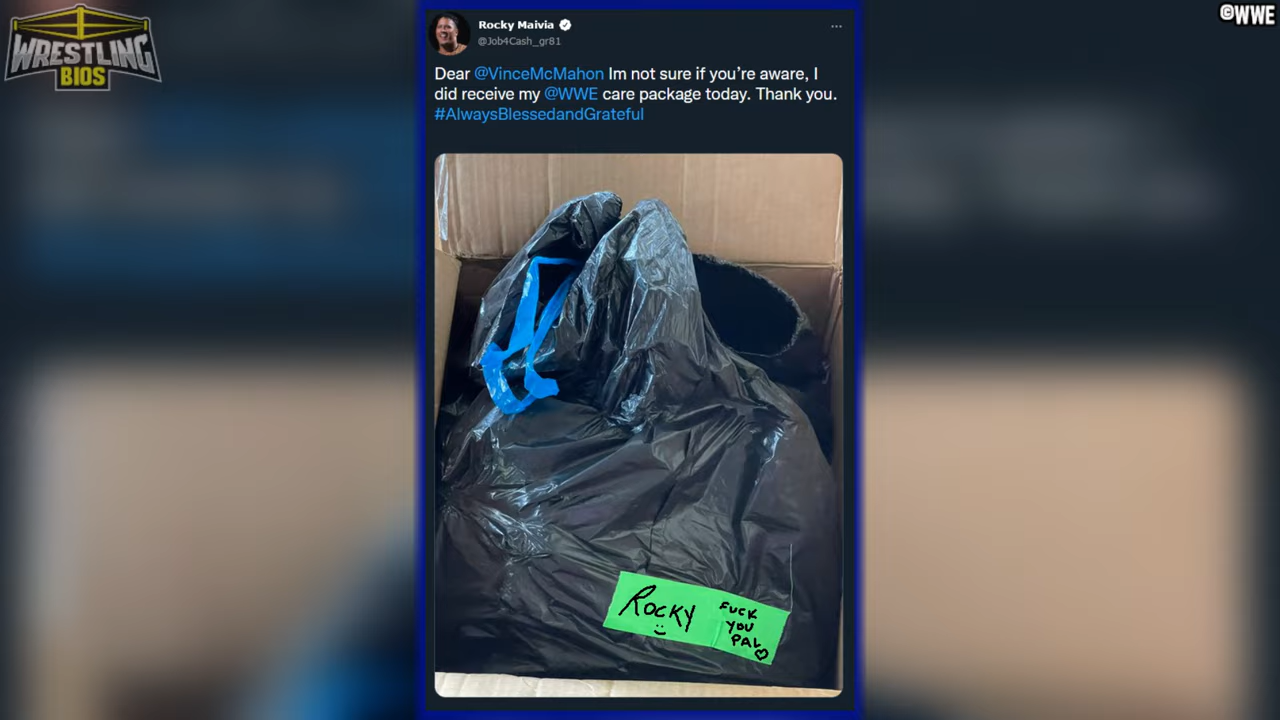 WRESTLING
BIOS
©WWE
Rocky Maivia
@Job4Cash_gr81
Dear @VinceMcMahon Im not sure if you're aware, I
did receive my @WWE care package today. Thank you.
#AlwaysBlessedandGrateful
ROCKY
FUCK
YOU
PAL